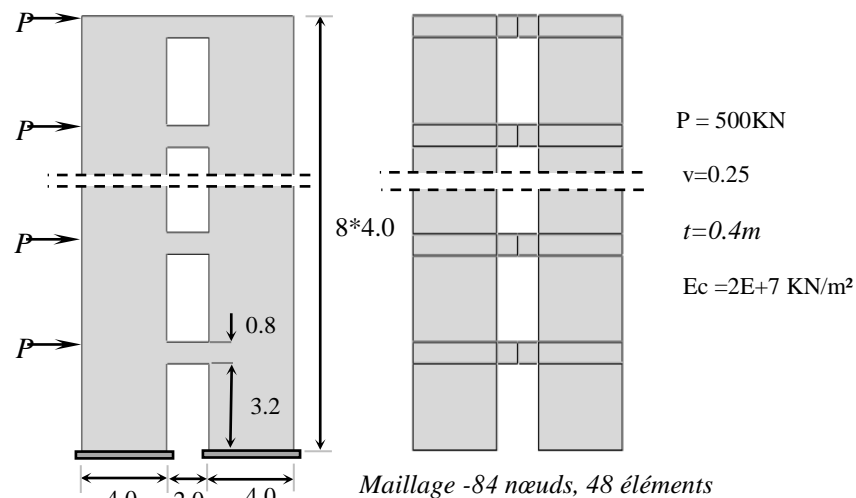 P
P
P
P
8*4.0
0.8
3.2
4.0
2.0
4.0
P = 500KN
v=0.25
t=0.4m
Ec =2E+7 KN/m²
Maillage -84 nœuds, 48 éléments